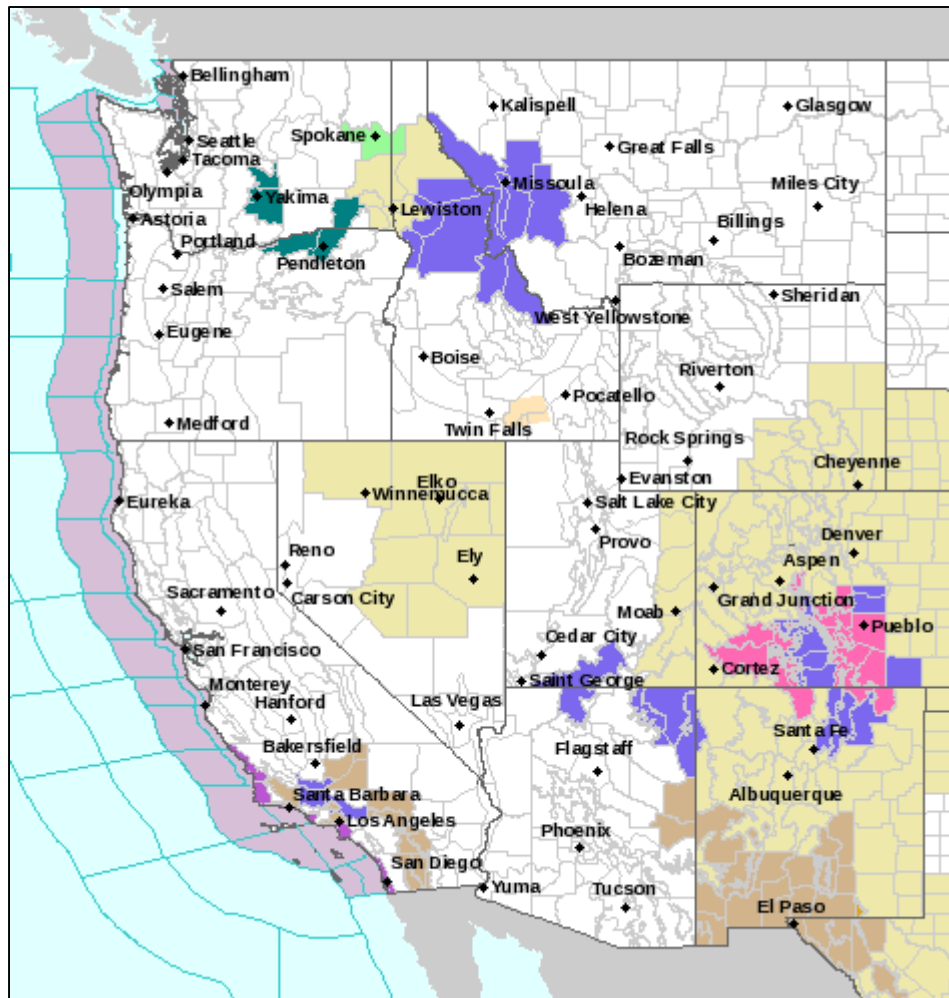 Bellingham
Kalispell
Glasgow
Spokane
Seattle
Great Falls
Tacoma
Missoula
Miles City
Olympia
Yakima
Helena
Lewiston
Astoria
Billings
Portland
Bozeman
Pendleton
Salem
Sheridan
West Yellowstone
Eugene
Boise
Riverton
Pocatello
Medford
Twin Falls
Rock Springs
Cheyenne
Elko
Evanston
Winnemucca
Eureka
Salt Lake City
Provo
Denver
Reno
Ely
Aspen
Sacramento
Carson City
Grand Junction
Moab
Pueblo
San Francisco
Cedar City
Cortez
Saint George
Monterey
Hanford
Las Vegas
Santa Fe
Bakersfield
Flagstaff
Albuquerque
Santa Barbara
Los Angeles
Phoenix
San Diego
Yuma
Tucson
El Paso